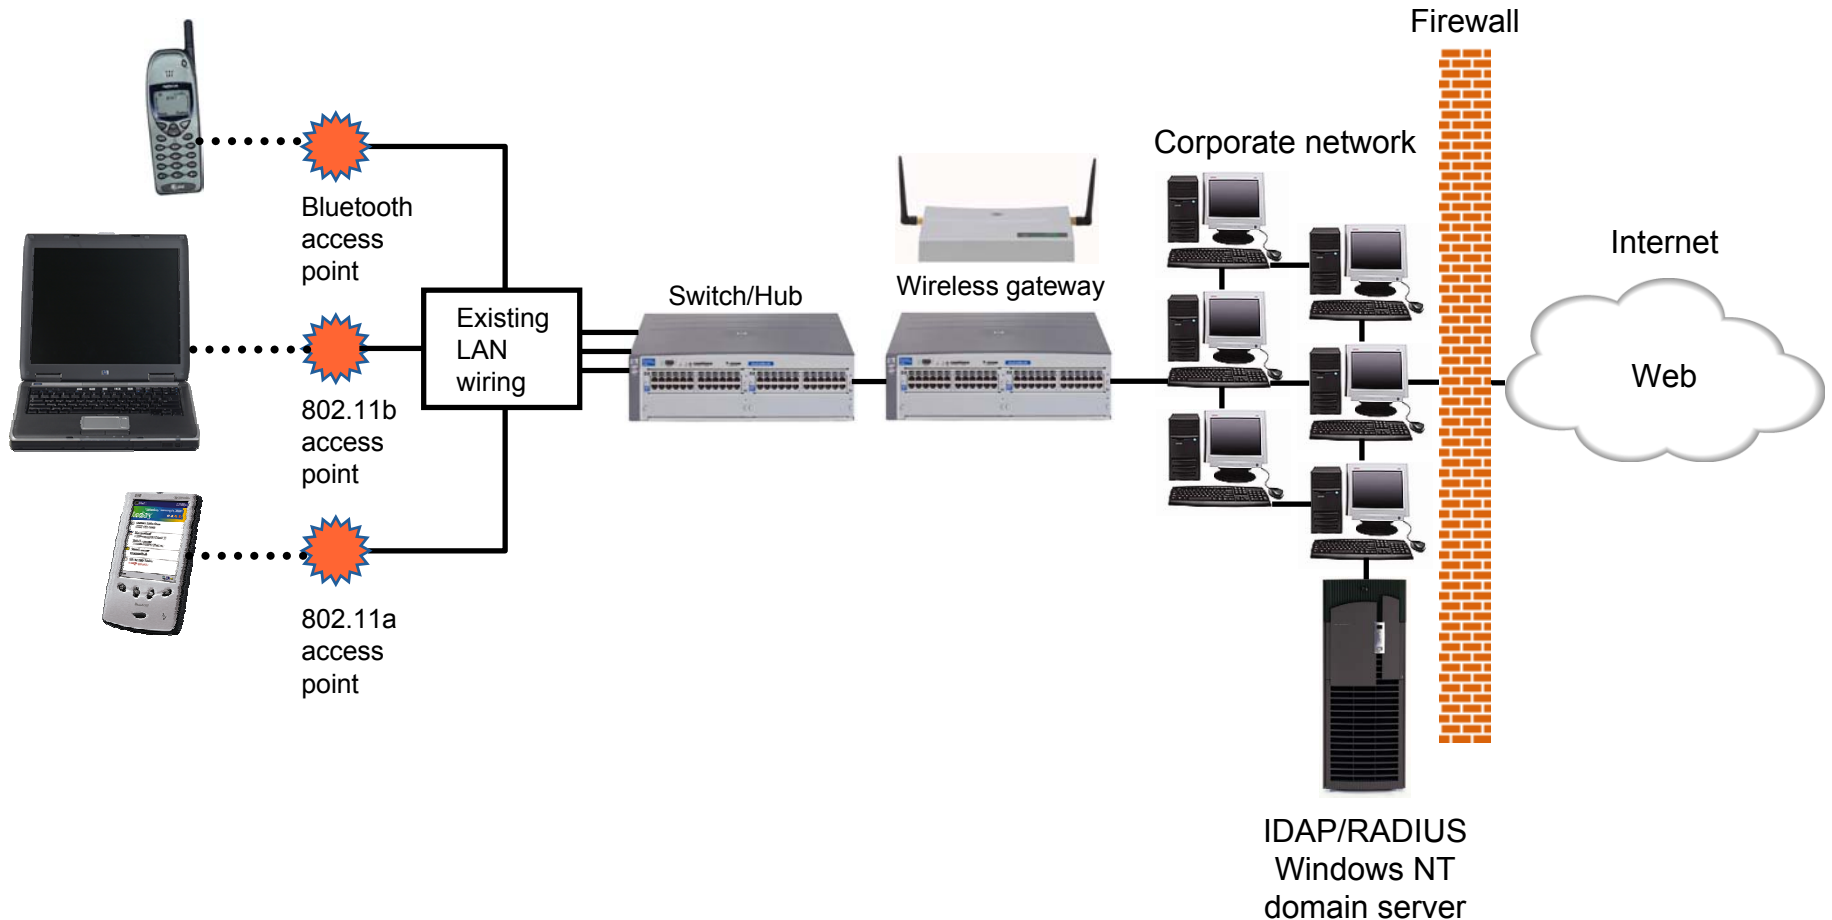 Firewall
Corporate network
Bluetooth
access
point
Internet
Wireless gateway
Switch/Hub
Existing
LAN
wiring
Web
802.11b
access
point
802.11a
access
point
IDAP/RADIUS
Windows NT
domain server